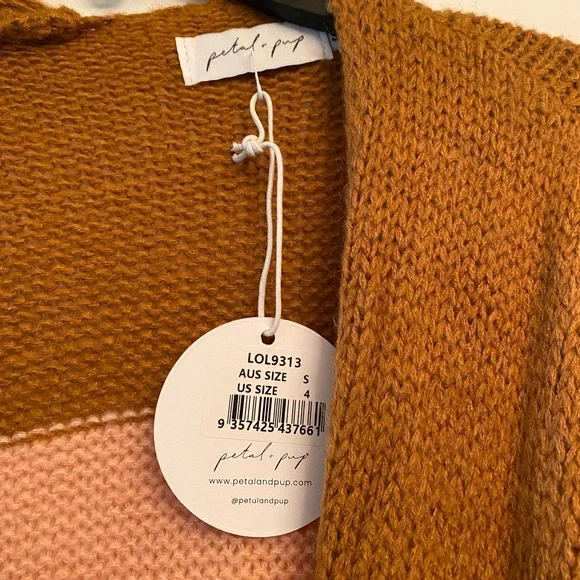 petal + pup
LOL9313
AUS SIZE S
US SIZE 4
9 357425 437661
petal + pup
www.petalandpup.com
@petalandpup